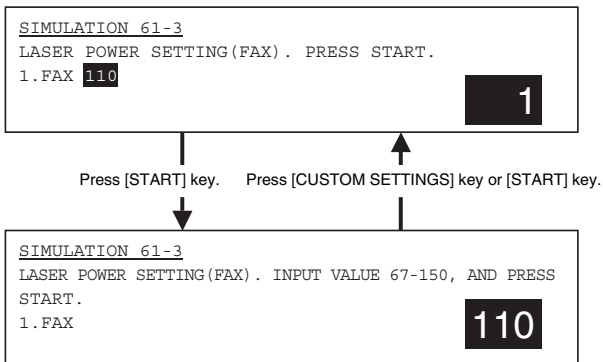 SIMULATION 61-3
LASER POWER SETTING(FAX). PRESS START.
1.FAX 110
1
Press [START] key. Press [CUSTOM SETTINGS] key or [START] key.
SIMULATION 61-3
LASER POWER SETTING(FAX). INPUT VALUE 67-150, AND PRESS
START.
1.FAX
110